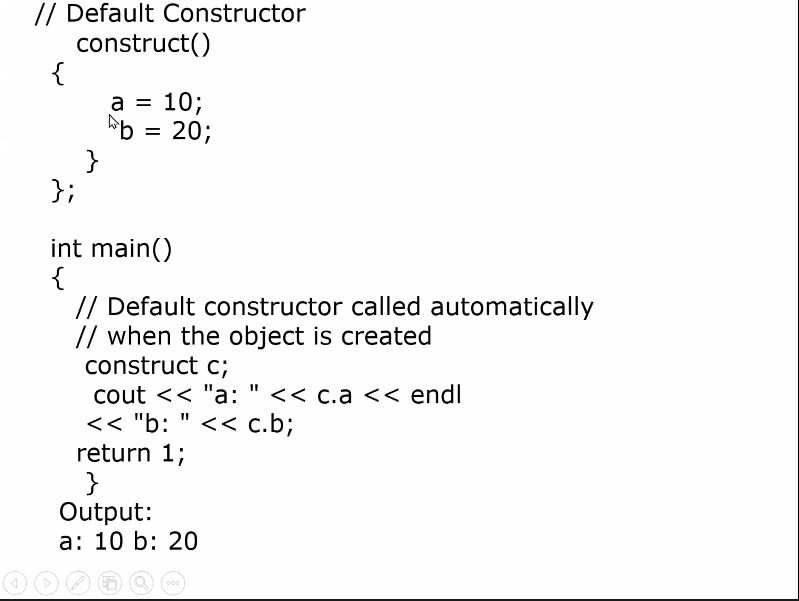 // Default Constructor
construct()
{
a = 10;
b = 20;
}
};
int main()
{
// Default constructor called automatically
// when the object is created
construct c;
cout << "a: " << c.a << endl
<< "b: " << c.b;
return 1;
}
Output:
a: 10 b: 20